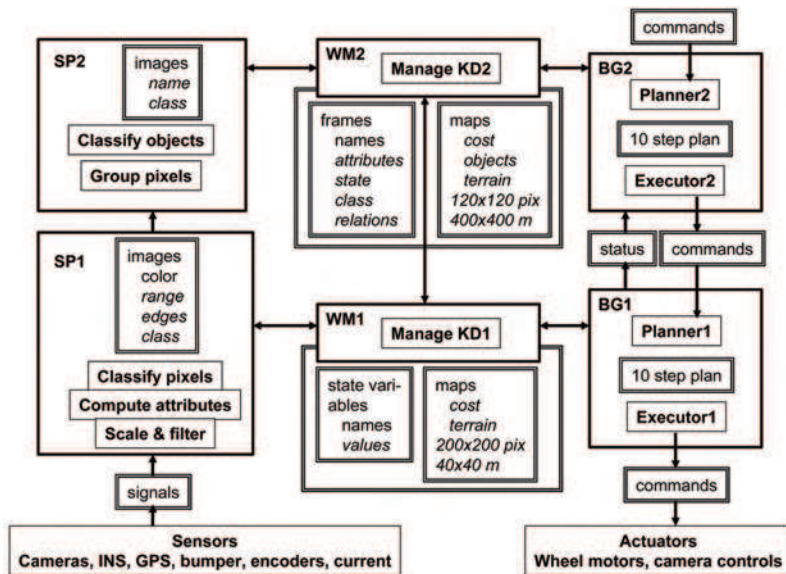 commands
SP2
images
name
class
Classify objects
Group pixels
WM2
Manage KD2
frames
names
attributes
state
class
relations
maps
cost
objects
terrain
120x120 pix
400x400 m
BG2
Planner2
10 step plan
Executor2
status
commands
SP1
images
color
range
edges
class
Classify pixels
Compute attributes
Scale & filter
WM1
Manage KD1
state vari-
ables
names
values
maps
cost
terrain
200x200 pix
40x40 m
BG1
Planner1
10 step plan
Executor1
signals
commands
Sensors
Cameras, INS, GPS, bumper, encoders, current
Actuators
Wheel motors, camera controls